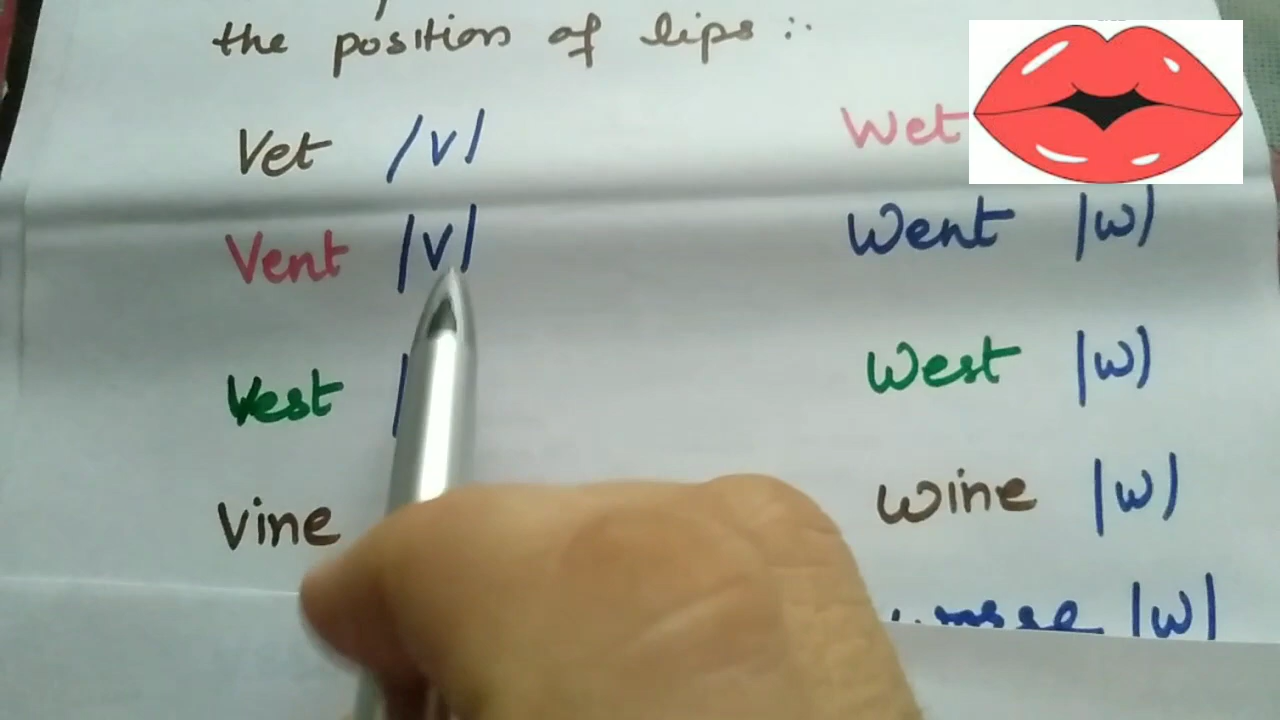 the position of lips :
Vet /v/ Wet
Vent /v/ Went /w/
Vest / West /w/
Vine Wine /w/
/w/